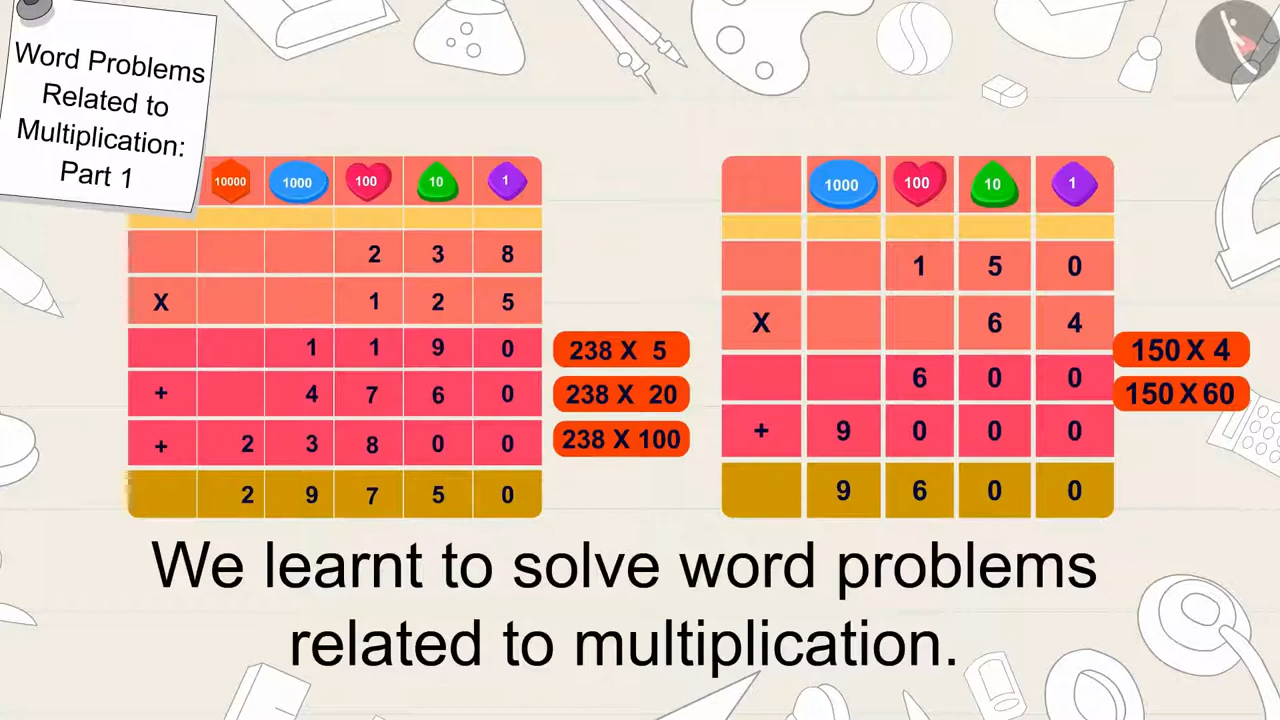 Word Problems
Related to
Multiplication:
Part 1
10000 1000 100 10 1
2 3 8
X 1 2 5
1 1 9 0
+ 4 7 6 0
+ 2 3 8 0 0
2 9 7 5 0
238 X 5
238 X 20
238 X 100
1000 100 10 1
1 5 0
X 6 4
6 0 0
+ 9 0 0 0
9 6 0 0
150 X 4
150 X 60
We learnt to solve word problems
related to multiplication.